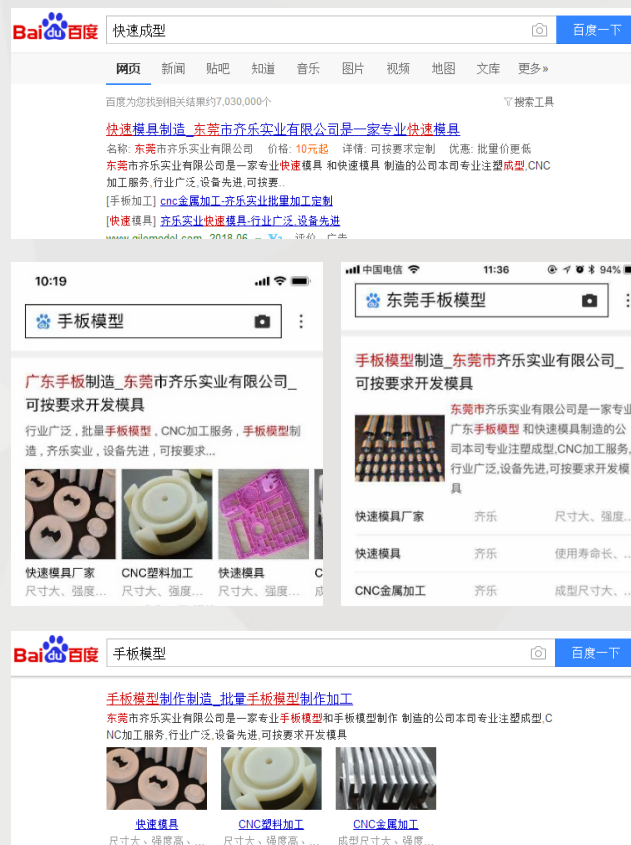 Bai du 百度 快速成型 百度一下
网页 新闻 贴吧 知道 音乐 图片 视频 地图 文库 更多»
百度为您找到相关结果约7,030,000个 搜索工具
快速模具制造_东莞市齐乐实业有限公司是一家专业快速模具
名称: 东莞市齐乐实业有限公司 价格: 10元起 详情: 可按要求定制 优惠: 批量价更低
东莞市齐乐实业有限公司是一家专业快速模具 和快速模具 制造的公司本司专业注塑成型,CNC
加工服务,行业广泛,设备先进,可按要..
[手板加工] cnc金属加工-齐乐实业批量加工定制
[快速模具] 齐乐实业快速模具-行业广泛,设备先进
10:19
手板模型
广东手板制造_东莞市齐乐实业有限公司_
可按要求开发模具
行业广泛 , 批量手板模型 , CNC加工服务 , 手板模型制
造 , 齐乐实业 , 设备先进 , 可按要求...
快速模具厂家 CNC塑料加工 快速模具 C
尺寸大、强度... 尺寸大、强度... 尺寸大、强度...
中国电信 11:36 94%
东莞手板模型
手板模型制造_东莞市齐乐实业有限公司_
可按要求开发模具
东莞市齐乐实业有限公司是一家专业
广东手板模型 和快速模具制造的公
司本司专业注塑成型,CNC加工服务,
行业广泛,设备先进,可按要求开发模
具
快速模具厂家 齐乐 尺寸大、强度..
快速模具 齐乐 使用寿命长、..
CNC金属加工 齐乐 成型尺寸大、..
Bai du 百度 手板模型 百度一下
手板模型制作制造_批量手板模型制作加工
东莞市齐乐实业有限公司是一家专业手板模型和手板模型制作 制造的公司本司专业注塑成型,C
NC加工服务,行业广泛,设备先进,可按要求开发模具
快速模具 CNC塑料加工 CNC金属加工
尺寸大、强度高、... 尺寸大、强度高、... 成型尺寸大、强度...